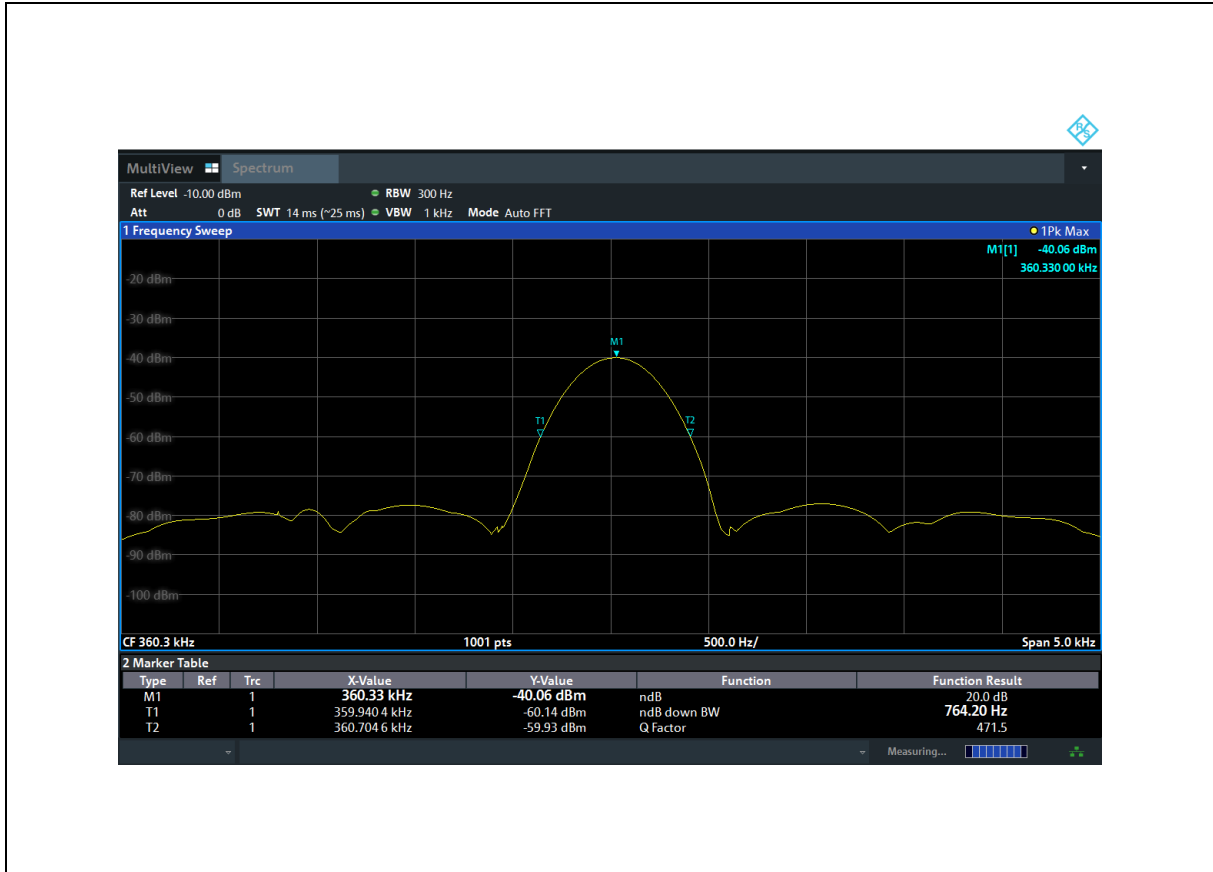 R&S
MultiView Spectrum
Ref Level -10.00 dBm RBW 300 Hz
Att 0 dB SWT 14 ms (~25 ms) VBW 1 kHz Mode Auto FFT
1 Frequency Sweep 1Pk Max
M1[1] -40.06 dBm
360.330 00 kHz
-20 dBm
-30 dBm
M1
-40 dBm
-50 dBm
T1 T2
-60 dBm
-70 dBm
-80 dBm
-90 dBm
-100 dBm
CF 360.3 kHz 1001 pts 500.0 Hz/ Span 5.0 kHz
2 Marker Table
Type Ref Trc X-Value Y-Value Function Function Result
M1 1 360.33 kHz -40.06 dBm ndB 20.0 dB
T1 1 359.940 4 kHz -60.14 dBm ndB down BW 764.20 Hz
T2 1 360.704 6 kHz -59.93 dBm Q Factor 471.5
Measuring...